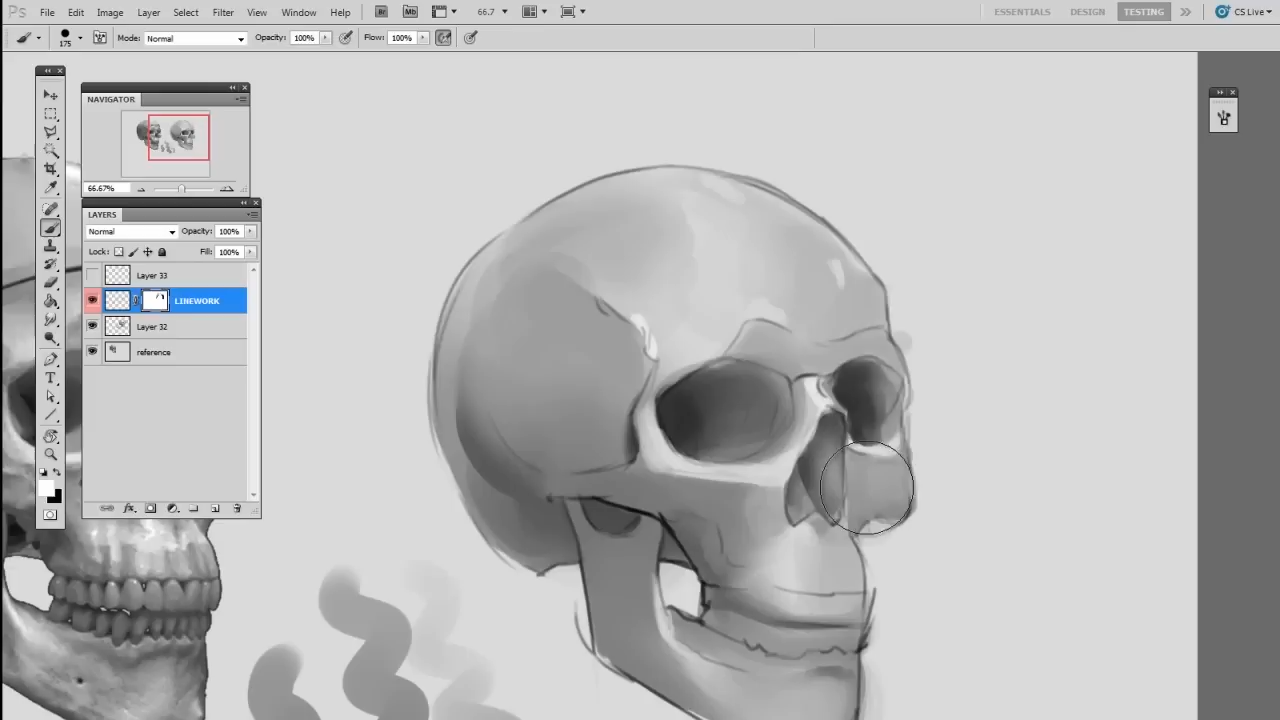 Ps File Edit Image Layer Select Filter Analysis View Window Help Br Mb 66.7 ESSENTIALS DESIGN TESTING CS Live
175 Mode: Normal Opacity: 100% Flow: 100%
NAVIGATOR
66.67%
LAYERS
Normal Opacity: 100%
Lock: Fill: 100%
Layer 33
LINEWORK
Layer 32
reference